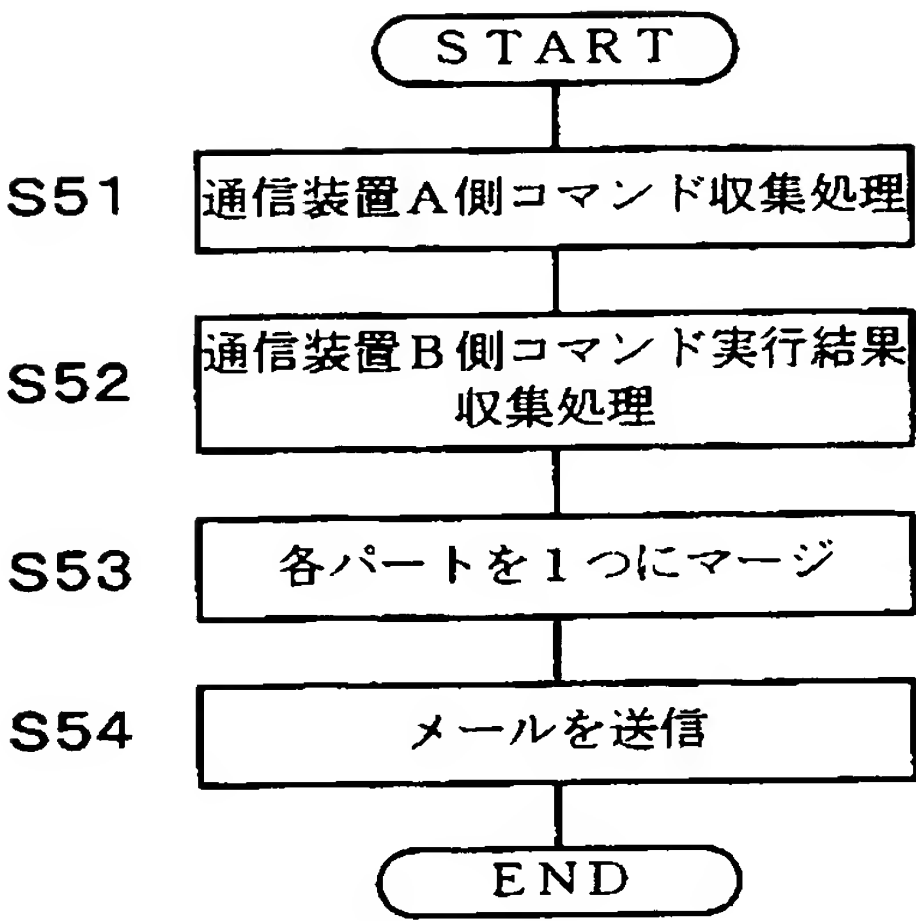 START
S51
通信装置A側コマンド収集処理
S52
通信装置B側コマンド実行結果
収集処理
S53
各パートを1つにマージ
S54
メールを送信
END